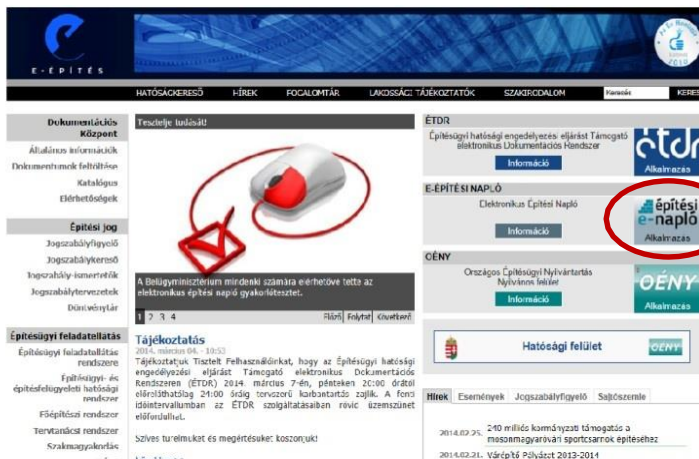 E-ÉPÍTÉS
HATÓSÁGKERESŐ HÍREK FOGALOMTÁR LAKOSSÁGI TÁJÉKOZTATÓK SZAKIRODALOM Keresés KERES
Dokumentációs
Központ
Általános információk
Dokumentumok feltöltése
Katalógus
Elérhetőségek
Építési jog
Jogszabályfigyelő
Jogszabálykereső
Jogszabály-ismertetők
Jogszabálytervezetek
Döntvénytár
Építésügyi feladatellátás
Építésügyi feladatellátás
rendszere
Építésügyi- és
építésfelügyeleti hatósági
rendszer
Főépítészi rendszer
Tervtanácsi rendszer
Szakmagyakorlás
Tesztelje tudását!
A Belügyminisztérium mindenki számára elérhetővé tette az
elektronikus építési napló gyakorlótesztet.
1 2 3 4 Előző Folytat Következő
Tájékoztatás
2014. március 04. - 10:53
Tájékoztatjuk Tisztelt Felhasználóinkat, hogy az Építésügyi hatósági
engedélyezési eljárást Támogató elektronikus Dokumentációs
Rendszeren (ÉTDR) 2014. március 7-én, pénteken 20:00 órától
előreláthatólag 24:00 óráig tervszerű karbantartás zajlik. A fenti
időintervallumban az ÉTDR szolgáltatásaiban rövid üzemszünet
előfordulhat.
Szíves türelmüket és megértésüket köszönjük!
ÉTDR
Építésügyi hatósági engedélyezési eljárást Támogató
elektronikus Dokumentációs Rendszer
Információ
étdr
Alkalmazás
E-ÉPÍTÉSI NAPLÓ
Elektronikus Építési Napló
Információ
építési
e-napló
Alkalmazás
OÉNY
Országos Építésügyi Nyilvántartás
Nyilvános felület
Információ
OÉNY
Alkalmazás
Hatósági felület
OÉNY
Hírek Események Jogszabályfigyelő Sajtószemle
2014.02.25. 240 milliós kormányzati támogatás a
mosonmagyaróvári sportcsarnok építéséhez
2014.02.21. Várépítő Pályázat 2013-2014